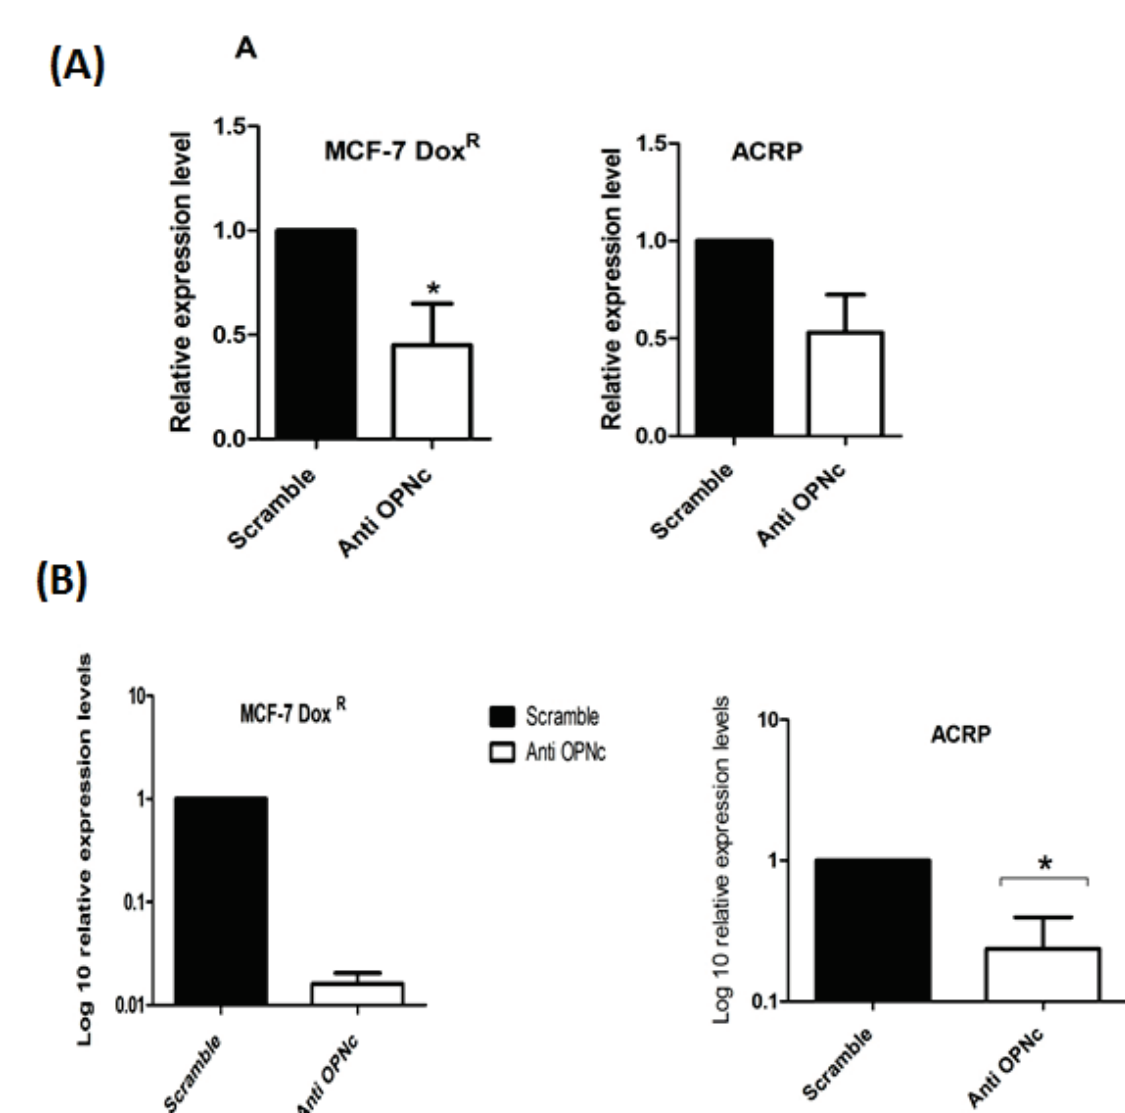 (A)
A
MCF-7 Dox^R
Relative expression level
1.5
1.0
0.5
0.0
*
Scramble
Anti OPNc
ACRP
Relative expression level
1.5
1.0
0.5
0.0
Scramble
Anti OPNc
(B)
MCF-7 Dox R
Log 10 relative expression levels
10
1
0.1
0.01
Scramble
Anti OPNc
Scramble
Anti OPNc
ACRP
Log 10 relative expression levels
10
1
0.1
*
Scramble
Anti OPNc